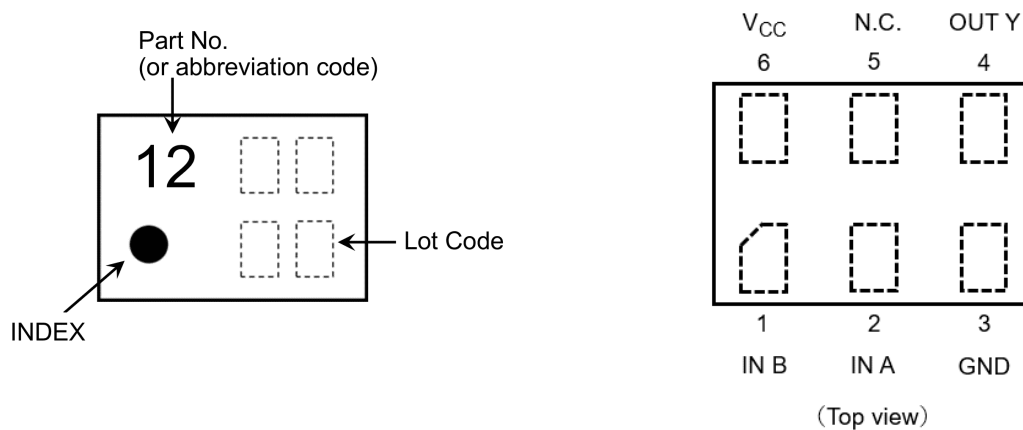 Part No.
(or abbreviation code)
12
Lot Code
INDEX
VCC N.C. OUT Y
6 5 4
1 2 3
IN B IN A GND
(Top view)